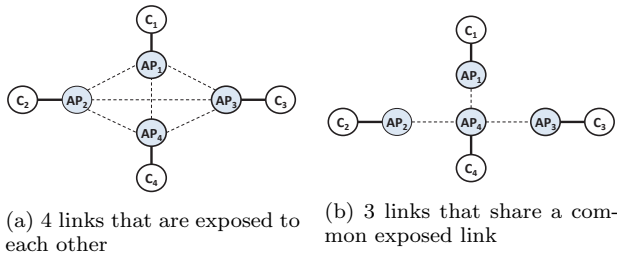 C1
C1
AP1
AP1
C2
AP2
AP3
C3
C2
AP2
AP4
AP3
C3
AP4
C4
C4
(a) 4 links that are exposed to
each other
(b) 3 links that share a com-
mon exposed link